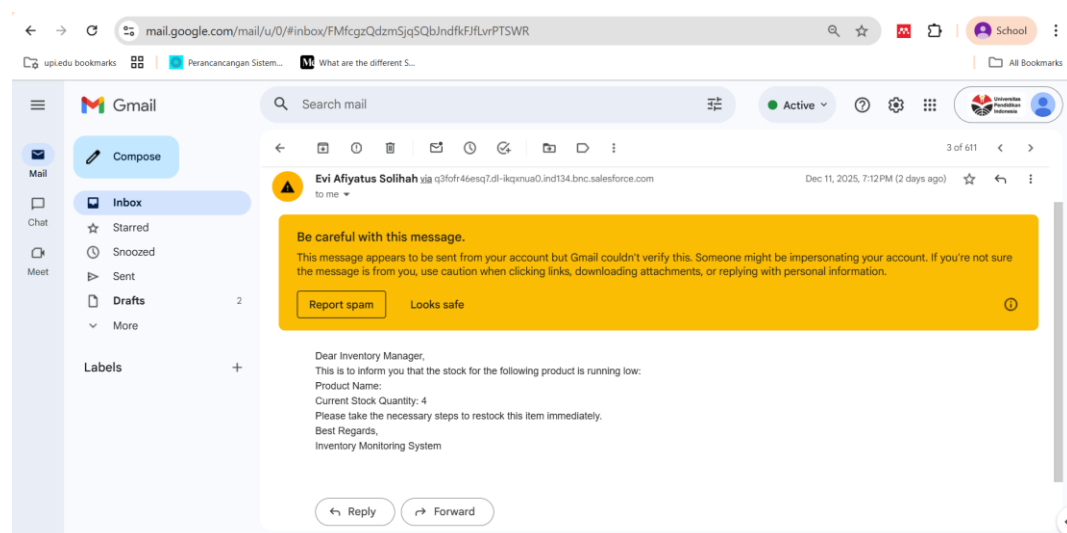 mail.google.com/mail/u/0/#inbox/FMfcgzQdzmSjqSQbJndfkFJfLvrPTSWR
School
upi.edu bookmarks
Perancancangan Sistem...
What are the different S...
All Bookmarks
Gmail
Search mail
Active
Universitas Pendidikan Indonesia
Mail
Chat
Meet
Compose
Inbox
Starred
Snoozed
Sent
Drafts 2
More
Labels
3 of 611
Evi Afiyatus Solihah via q3fofr46esq7.dl-ikqxnua0.ind134.bnc.salesforce.com
Dec 11, 2025, 7:12 PM (2 days ago)
to me
Be careful with this message.
This message appears to be sent from your account but Gmail couldn't verify this. Someone might be impersonating your account. If you're not sure
the message is from you, use caution when clicking links, downloading attachments, or replying with personal information.
Report spam
Looks safe
Dear Inventory Manager,
This is to inform you that the stock for the following product is running low:
Product Name:
Current Stock Quantity: 4
Please take the necessary steps to restock this item immediately.
Best Regards,
Inventory Monitoring System
Reply
Forward